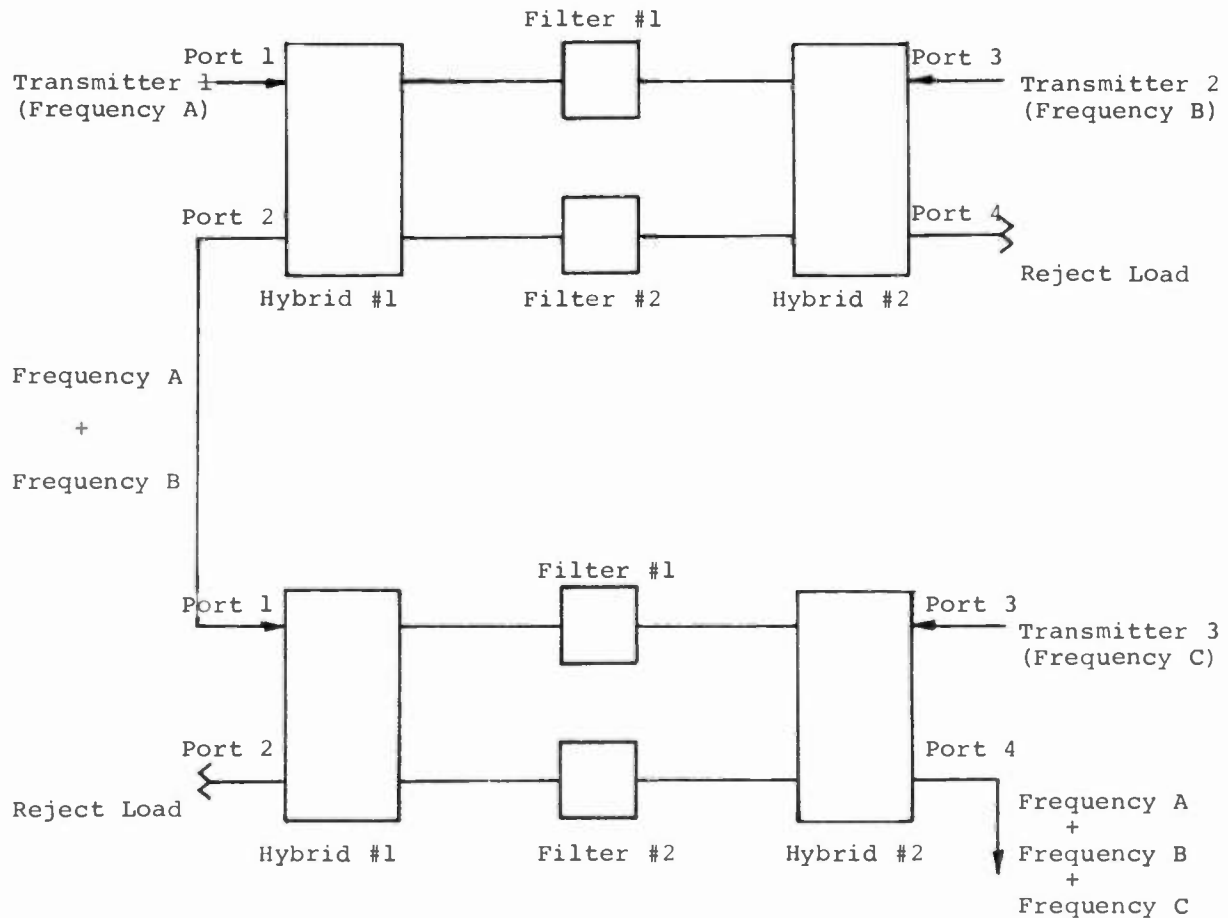 Filter #1
Port 1
Port 3
Transmitter 1
(Frequency A)
Transmitter 2
(Frequency B)
Port 2
Port 4
Reject Load
Hybrid #1
Filter #2
Hybrid #2
Frequency A
+
Frequency B
Filter #1
Port 1
Port 3
Transmitter 3
(Frequency C)
Port 2
Port 4
Reject Load
Frequency A
+
Hybrid #1
Filter #2
Hybrid #2
Frequency B
+
Frequency C